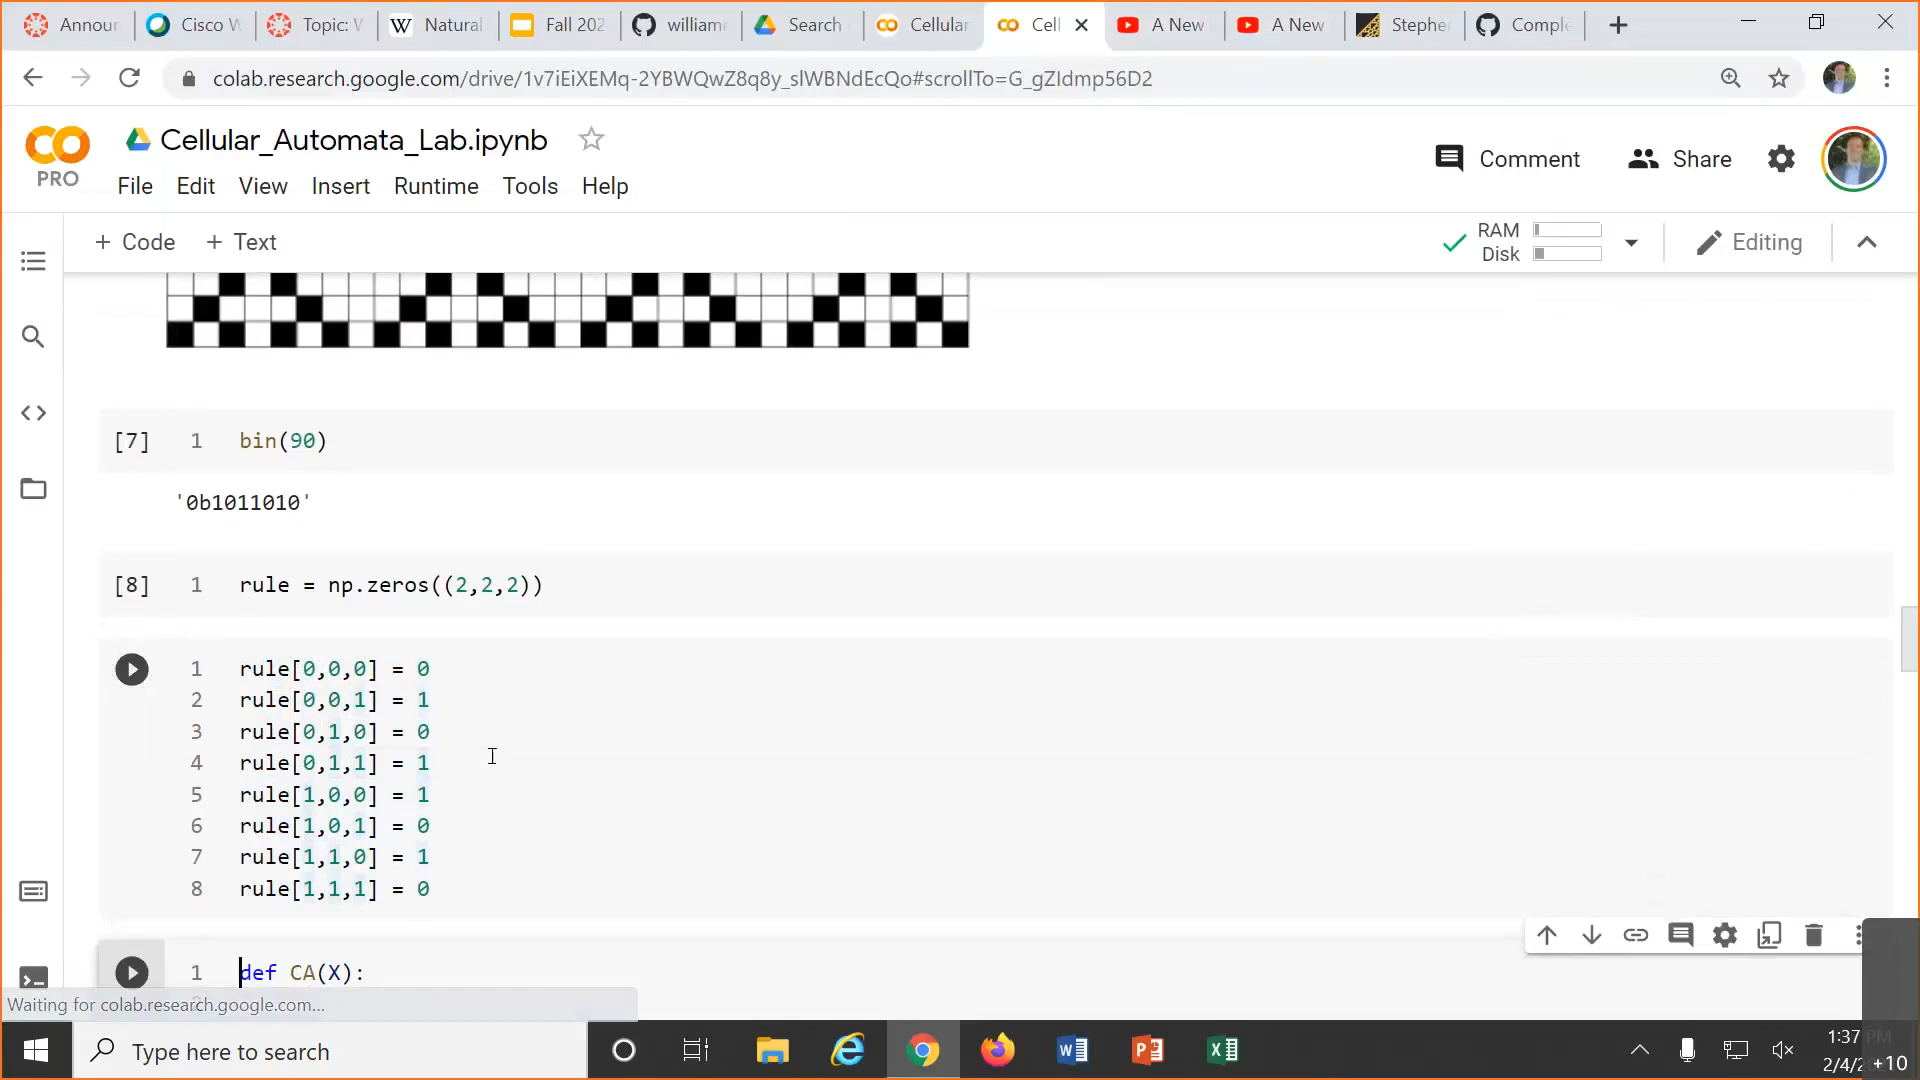 Announ
Cisco W
Topic: W
Natural
Fall 202
williame
Search
Cellular
Cell
A New
A New
Stephen
Comple
colab.research.google.com/drive/1v7iEiXEMq-2YBWQwZ8q8y_slWBNdEcQo#scrollTo=G_gZIdmp56D2
CO
PRO
Cellular_Automata_Lab.ipynb
Comment
Share
File Edit View Insert Runtime Tools Help
+ Code + Text
RAM
Disk
Editing
[7] 1 bin(90)
'0b1011010'
[8] 1 rule = np.zeros((2,2,2))
1 rule[0,0,0] = 0
2 rule[0,0,1] = 1
3 rule[0,1,0] = 0
4 rule[0,1,1] = 1
5 rule[1,0,0] = 1
6 rule[1,0,1] = 0
7 rule[1,1,0] = 1
8 rule[1,1,1] = 0
1 def CA(X):
Waiting for colab.research.google.com...
Type here to search
1:37 PM
2/4/2
+10